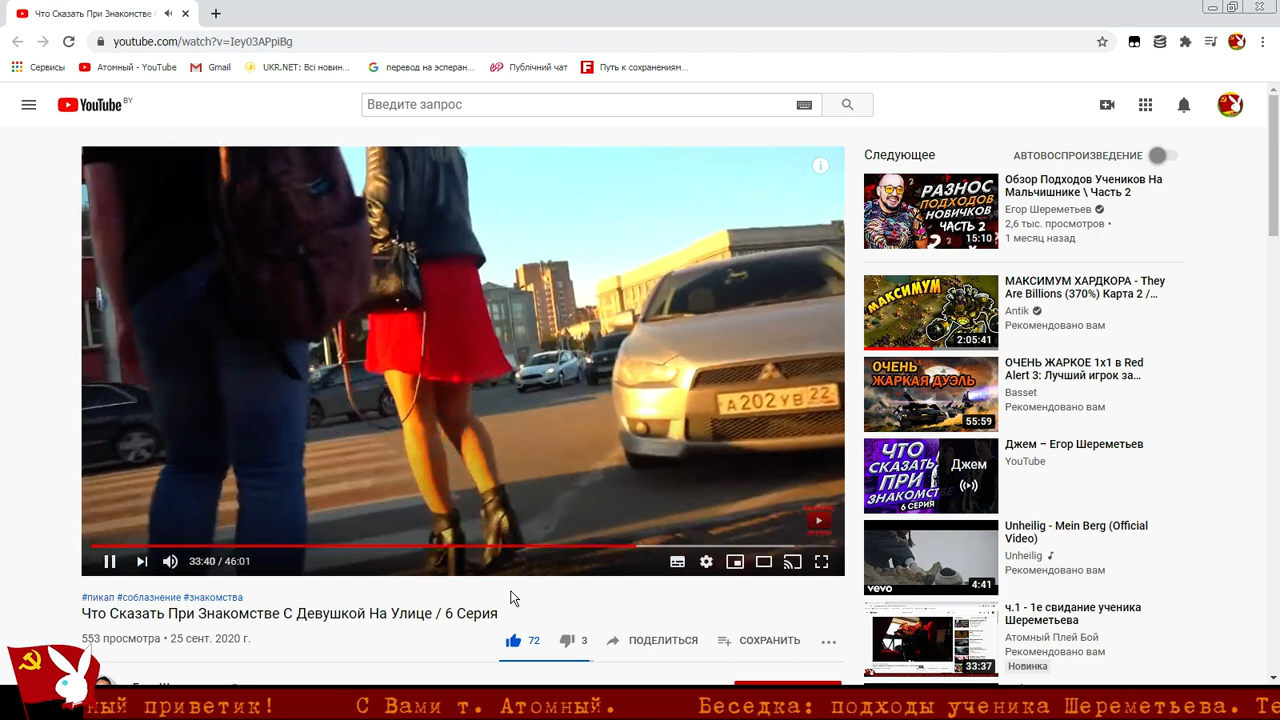 Что Сказать При Знакомстве
youtube.com/watch?v=Iey03APpiBg
Сервисы
Атомный - YouTube
Gmail
UKR.NET: Всі новин...
перевод на эсперан...
Публічний чат
Путь к сохранениям...
YouTube BY
Введите запрос
Следующее
АВТОВОСПРОИЗВЕДЕНИЕ
РАЗНОС
ПОДХОДОВ
НОВИЧКОВ
ЧАСТЬ 2
15:10
Обзор Подходов Учеников На
Мальчишнике \ Часть 2
Егор Шереметьев
2,6 тыс. просмотров •
1 месяц назад
МАКСИМУМ
2:05:41
МАКСИМУМ ХАРДКОРА - They
Are Billions (370%) Карта 2 /...
Antik
Рекомендовано вам
ОЧЕНЬ
ЖАРКАЯ ДУЭЛЬ
55:59
ОЧЕНЬ ЖАРКОЕ 1x1 в Red
Alert 3: Лучший игрок за...
Basset
Рекомендовано вам
ЧТО
СКАЗАТЬ
ПРИ
ЗНАКОМСТ
6 СЕРИЯ
Джем
Джем – Егор Шереметьев
YouTube
vevo
4:41
Unheilig - Mein Berg (Official
Video)
Unheilig
Рекомендовано вам
33:37
ч.1 - 1е свидание ученика
Шереметьева
Атомный Плей Бой
Рекомендовано вам
Новинка
А202УВ 22
33:40 / 46:01
#пикап #соблазнение #знакомства
Что Сказать При Знакомстве С Девушкой На Улице / 6 Серия
553 просмотра • 25 сент. 2020 г.
72
3
ПОДЕЛИТЬСЯ
СОХРАНИТЬ
ный приветик! С Вами т. Атомный. Беседка: подходы ученика Шереметьева. Те